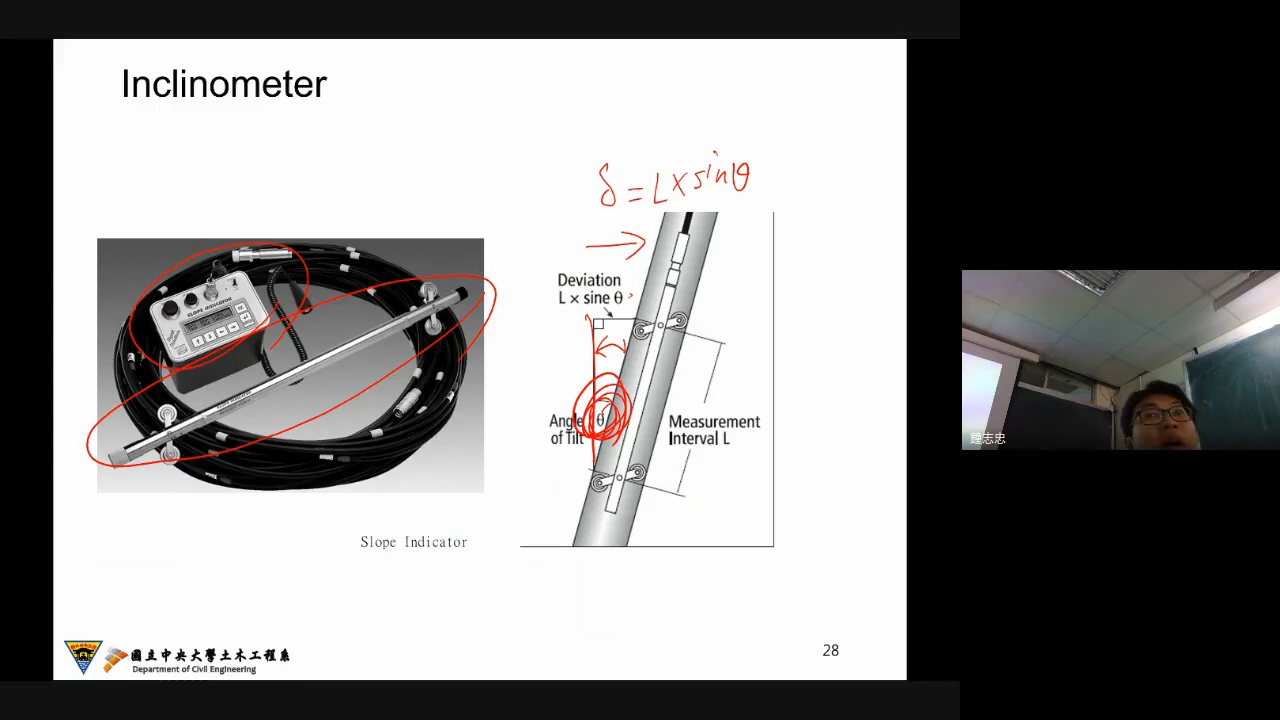 Inclinometer
δ = L × sinθ
Deviation
L × sine θ
SLOPE INDICATOR
Angle
of Tilt
θ
Measurement
Interval L
Slope Indicator
鐘志忠
國立中央大學土木工程系
Department of Civil Engineering
28